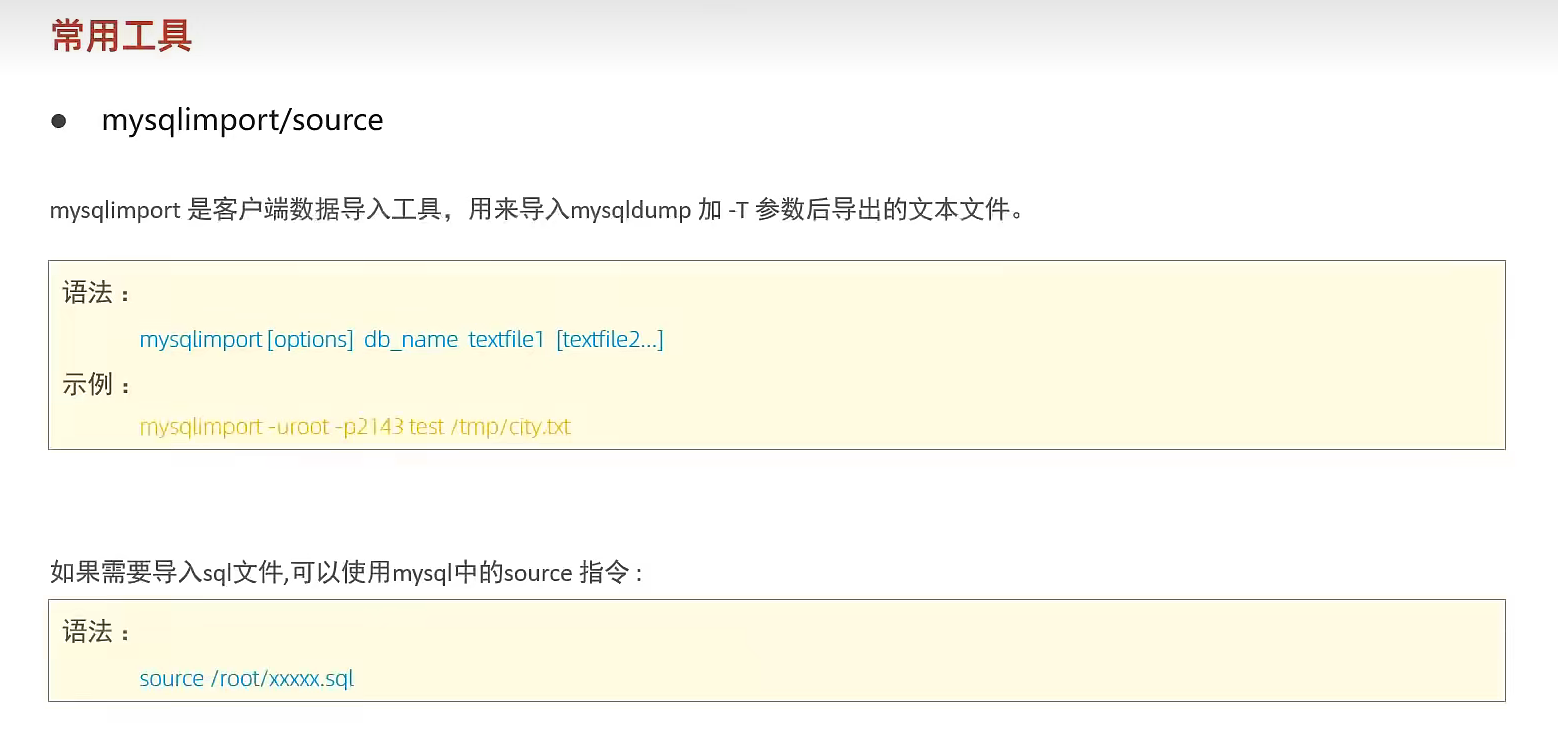 常用工具
● mysqlimport/source
mysqlimport 是客户端数据导入工具，用来导入mysqldump 加 -T 参数后导出的文本文件。
语法：
mysqlimport [options] db_name textfile1 [textfile2...]
示例：
mysqlimport -uroot -p2143 test /tmp/city.txt
如果需要导入sql文件,可以使用mysql中的source 指令 :
语法：
source /root/xxxxx.sql